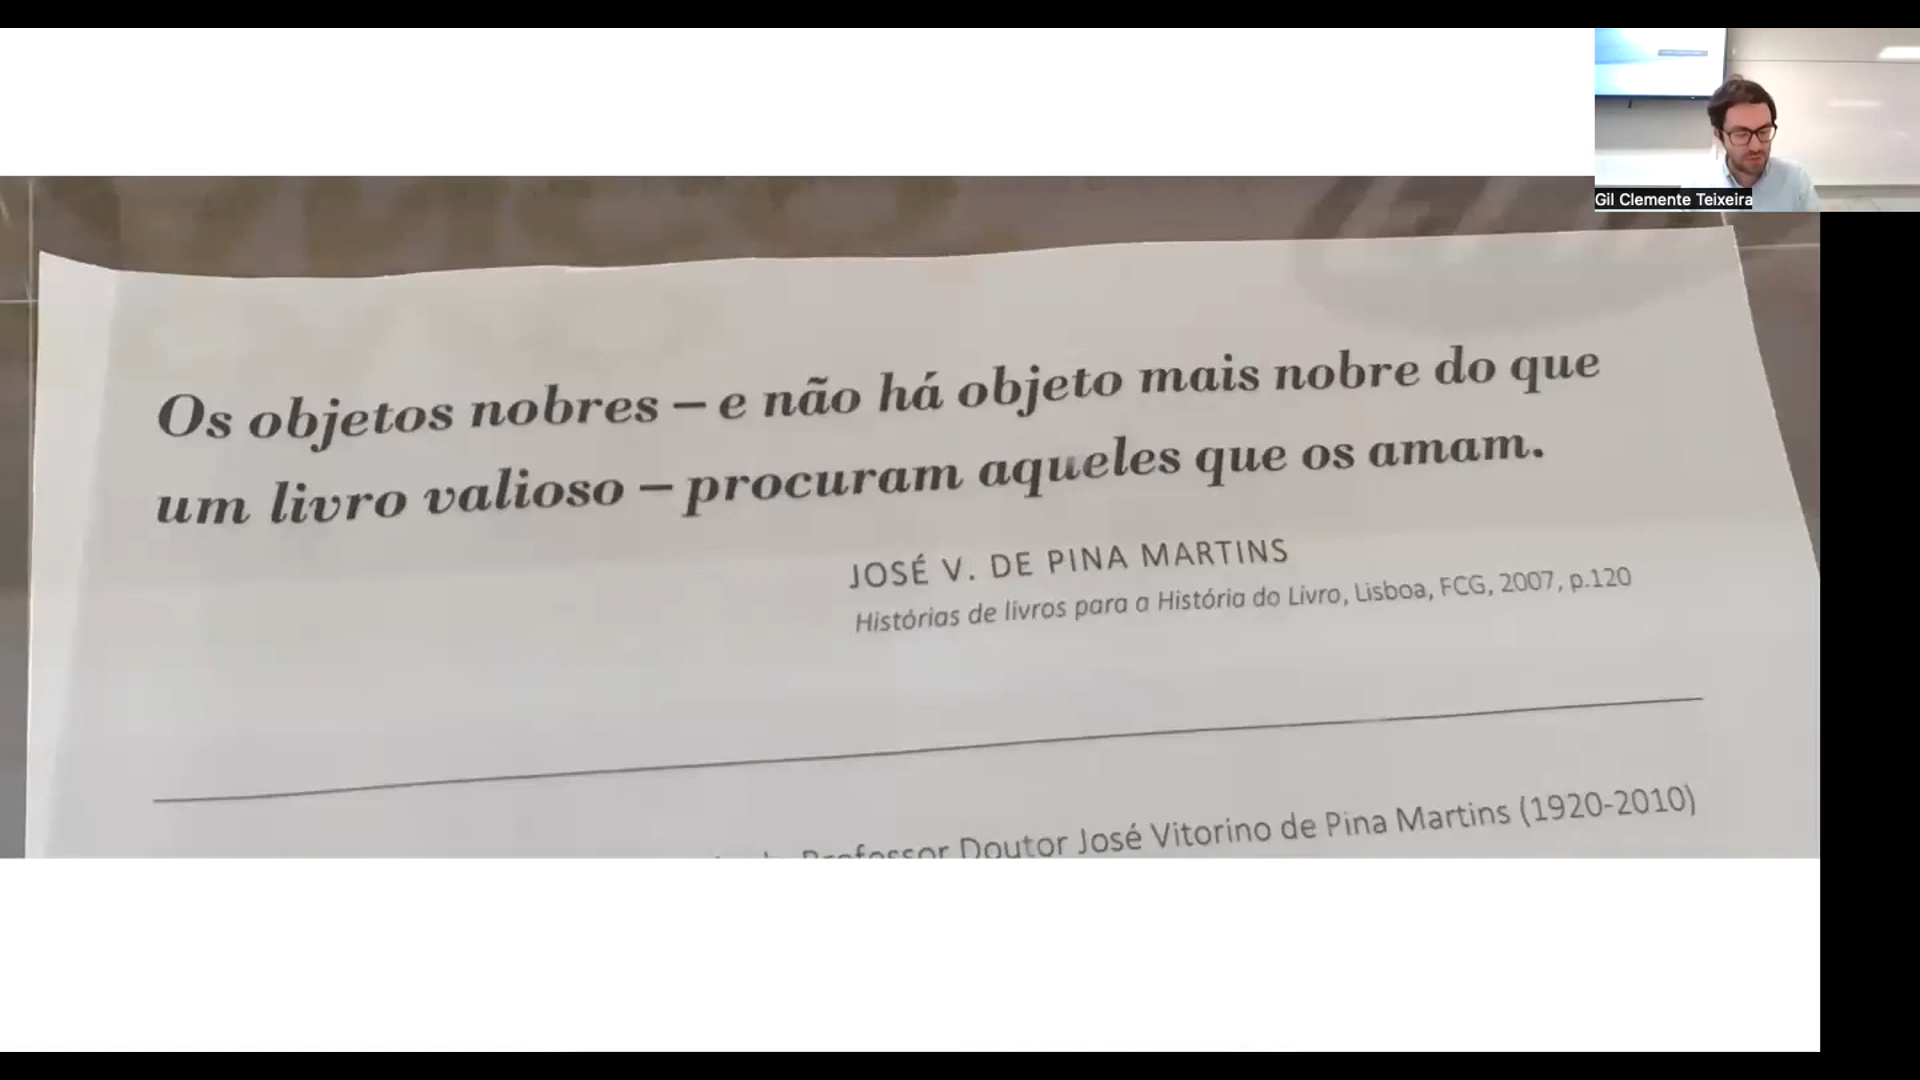 Gil Clemente Teixeira
Os objetos nobres – e não há objeto mais nobre do que
um livro valioso – procuram aqueles que os amam.
JOSÉ V. DE PINA MARTINS
Histórias de livros para a História do Livro, Lisboa, FCG, 2007, p.120
Professor Doutor José Vitorino de Pina Martins (1920-2010)